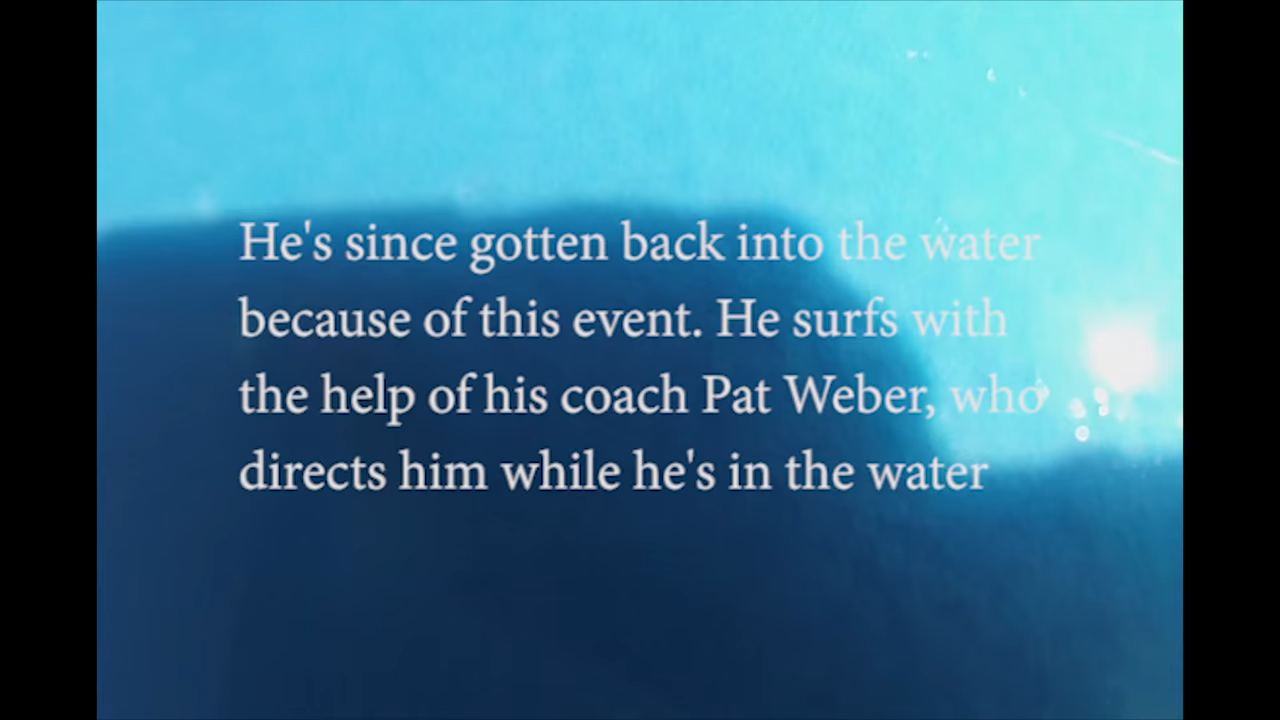 He's since gotten back into the water
because of this event. He surfs with
the help of his coach Pat Weber, who
directs him while he's in the water